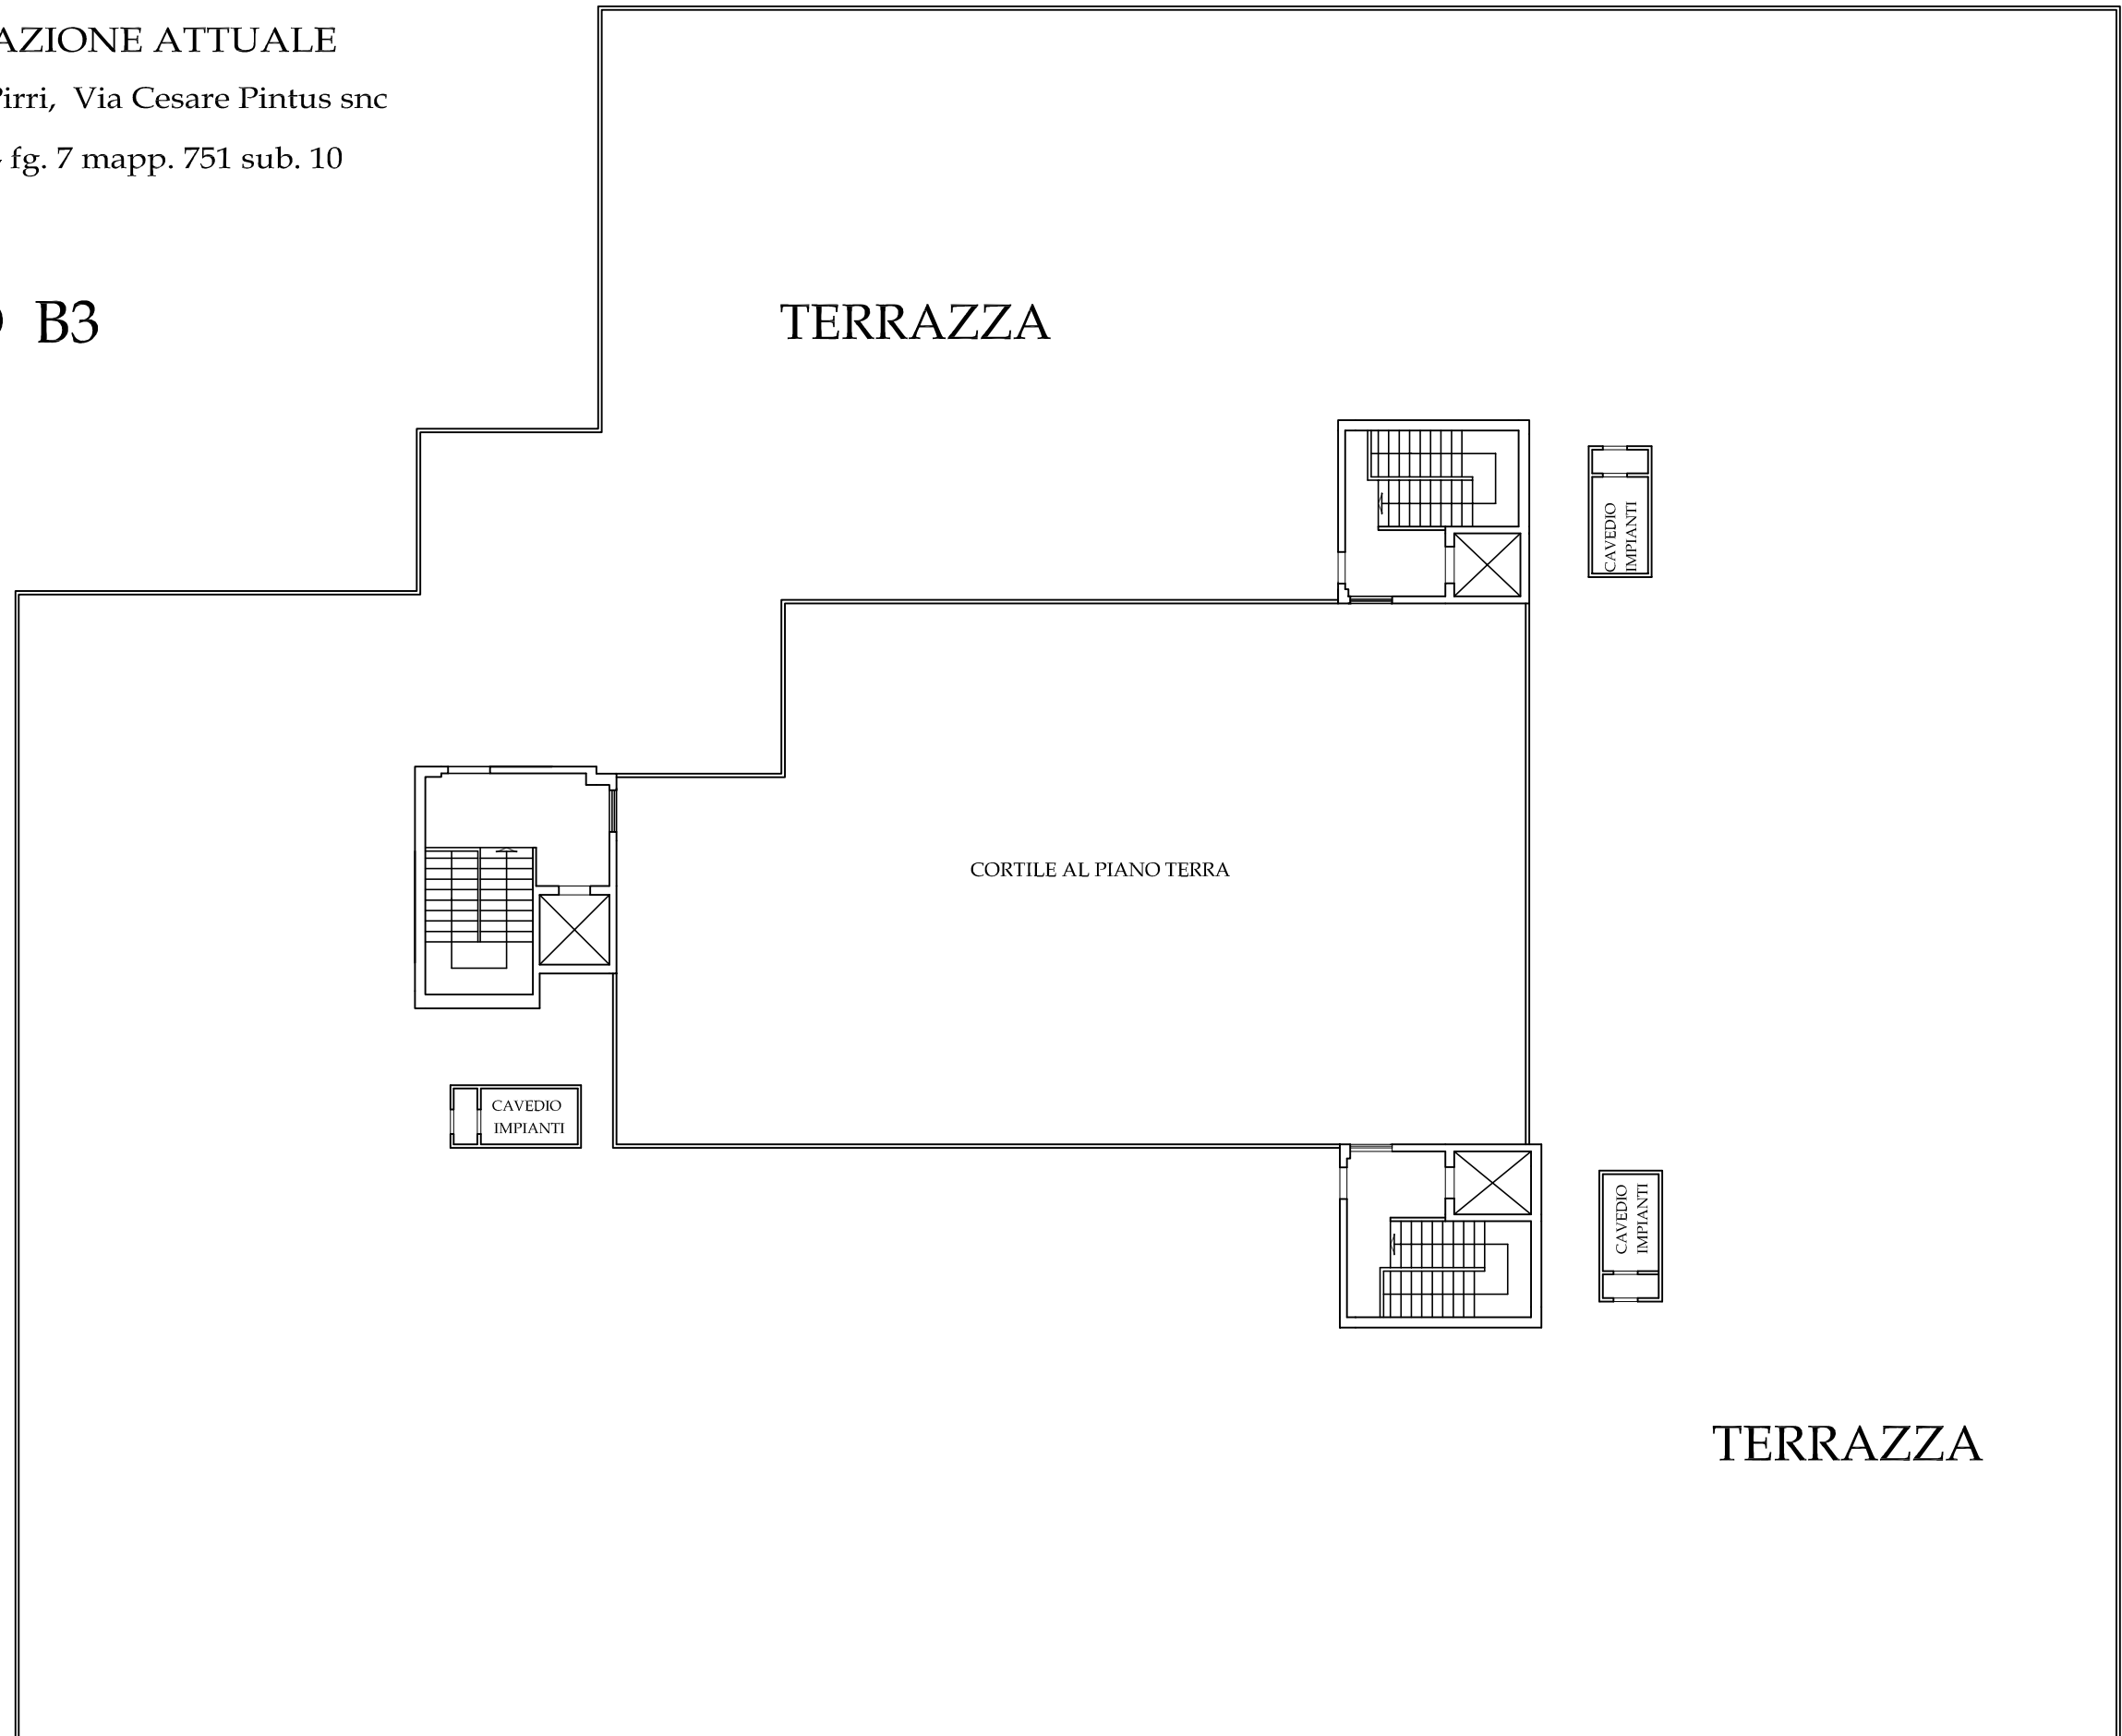 AZIONE ATTUALE
Pirri, Via Cesare Pintus snc
fg. 7 mapp. 751 sub. 10
B3
TERRAZZA
CAVEDIO
IMPIANTI
CORTILE AL PIANO TERRA
CAVEDIO
IMPIANTI
CAVEDIO
IMPIANTI
TERRAZZA